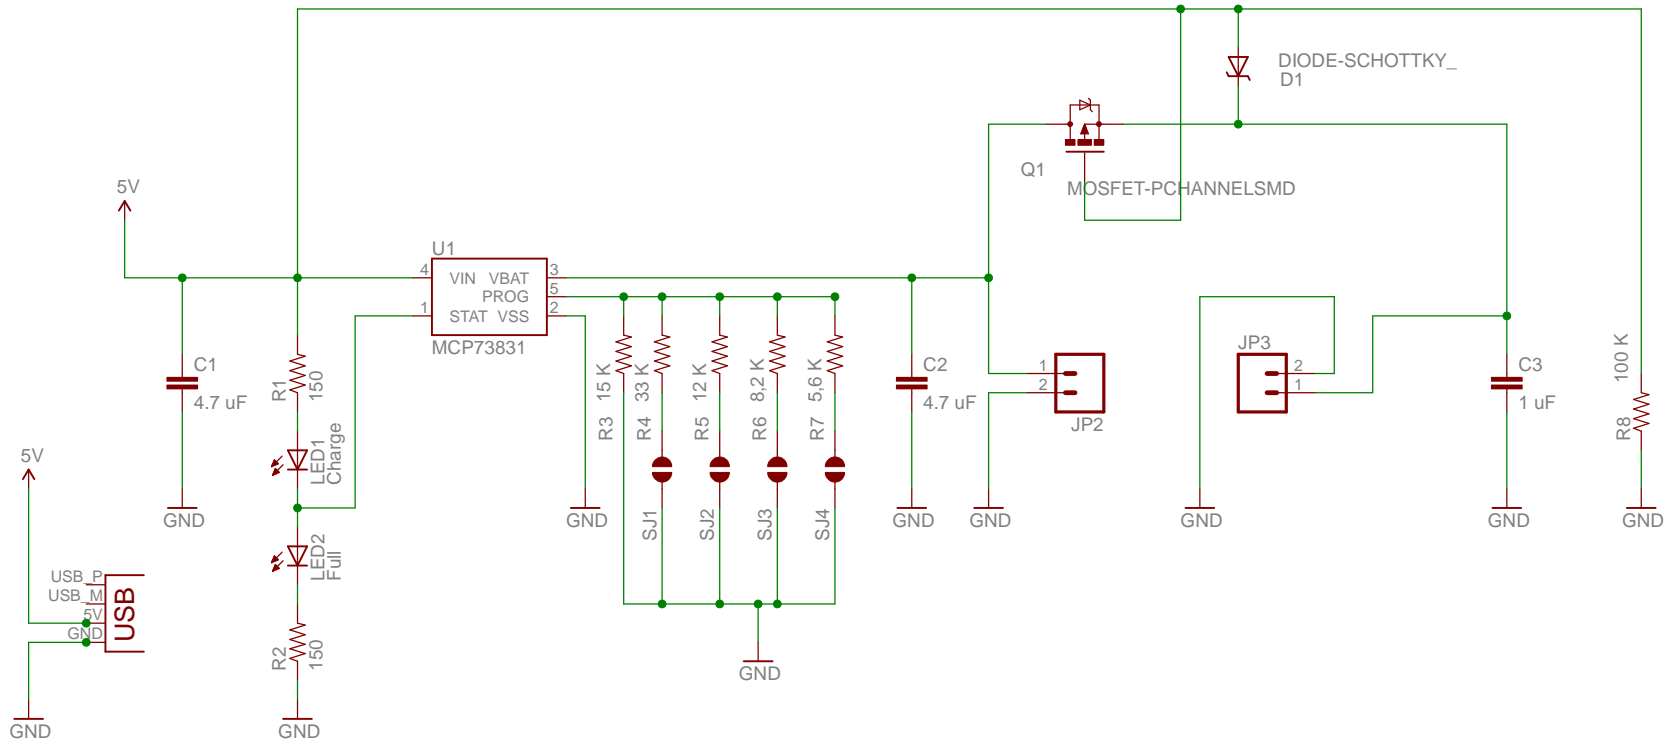 DIODE-SCHOTTKY_
D1
Q1
MOSFET-PCHANNELSMD
5V
U1
4 VIN VBAT 3
PROG 5
1 STAT VSS 2
MCP73831
C1
4.7 uF
R1
150
LED1
Charge
LED2
Full
R2
150
R3
15 K
R4
33 K
R5
12 K
R6
8,2 K
R7
5,6 K
SJ1
SJ2
SJ3
SJ4
C2
4.7 uF
1
2
JP2
JP3
2
1
C3
1 uF
R8
100 K
GND
GND
GND
GND
GND
GND
GND
5V
USB_P
USB_M
5V
GND
USB
GND
GND
GND